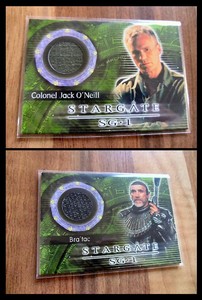 Colonel Jack O'Neill
STARGATE
SG·1
Bra'tac
STARGATE
SG·1